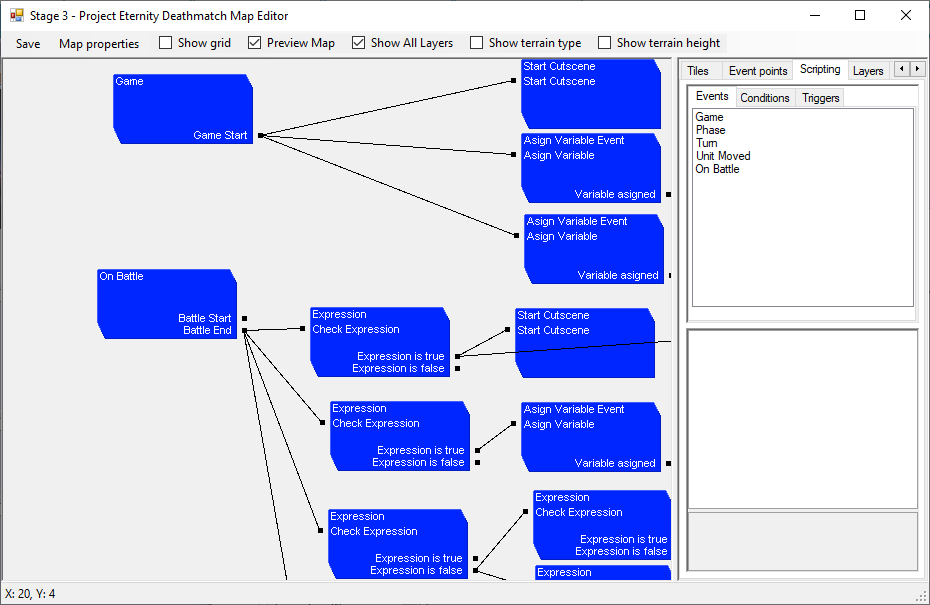 Stage 3 - Project Eternity Deathmatch Map Editor
Save Map properties Show grid Preview Map Show All Layers Show terrain type Show terrain height
Game
Game Start
Start Cutscene
Start Cutscene
Asign Variable Event
Asign Variable
Variable asigned
Asign Variable Event
Asign Variable
Variable asigned
On Battle
Battle Start
Battle End
Expression
Check Expression
Expression is true
Expression is false
Start Cutscene
Start Cutscene
Expression
Check Expression
Expression is true
Expression is false
Asign Variable Event
Asign Variable
Variable asigned
Expression
Check Expression
Expression is true
Expression is false
Expression
Check Expression
Expression is true
Expression is false
Expression
Tiles Event points Scripting Layers
Events Conditions Triggers
Game
Phase
Turn
Unit Moved
On Battle
X: 20, Y: 4